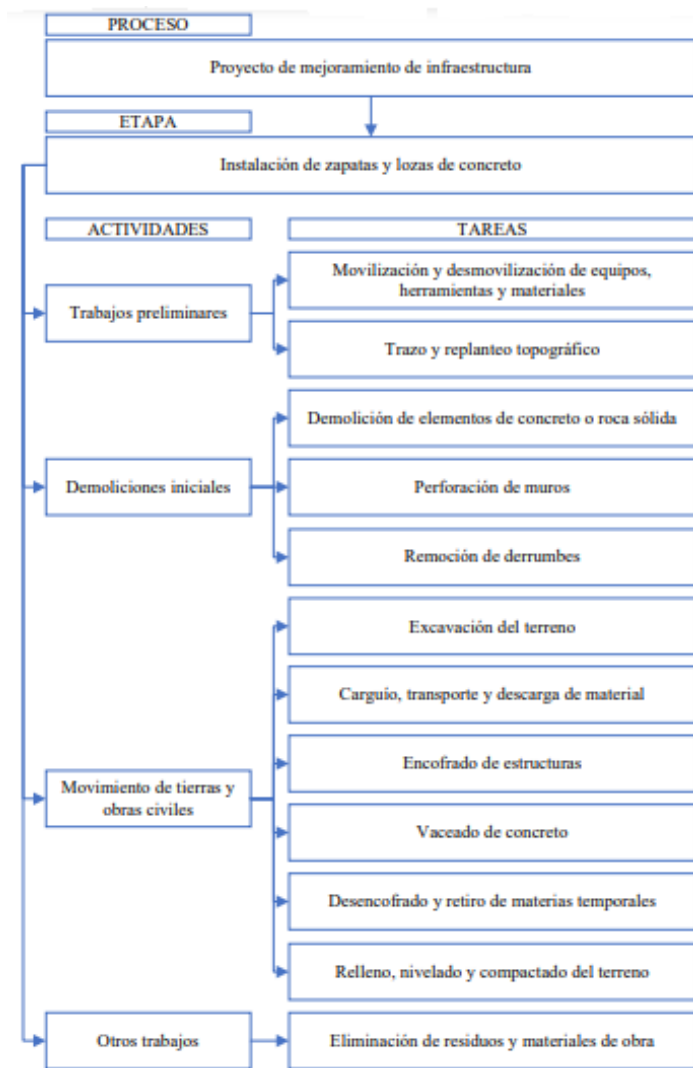 PROCESO
Proyecto de mejoramiento de infraestructura
ETAPA
Instalación de zapatas y lozas de concreto
ACTIVIDADES
TAREAS
Trabajos preliminares
Movilización y desmovilización de equipos,
herramientas y materiales
Trazo y replanteo topográfico
Demoliciones iniciales
Demolición de elementos de concreto o roca sólida
Perforación de muros
Remoción de derrumbes
Movimiento de tierras y
obras civiles
Excavación del terreno
Carguío, transporte y descarga de material
Encofrado de estructuras
Vaceado de concreto
Desencofrado y retiro de materias temporales
Relleno, nivelado y compactado del terreno
Otros trabajos
Eliminación de residuos y materiales de obra